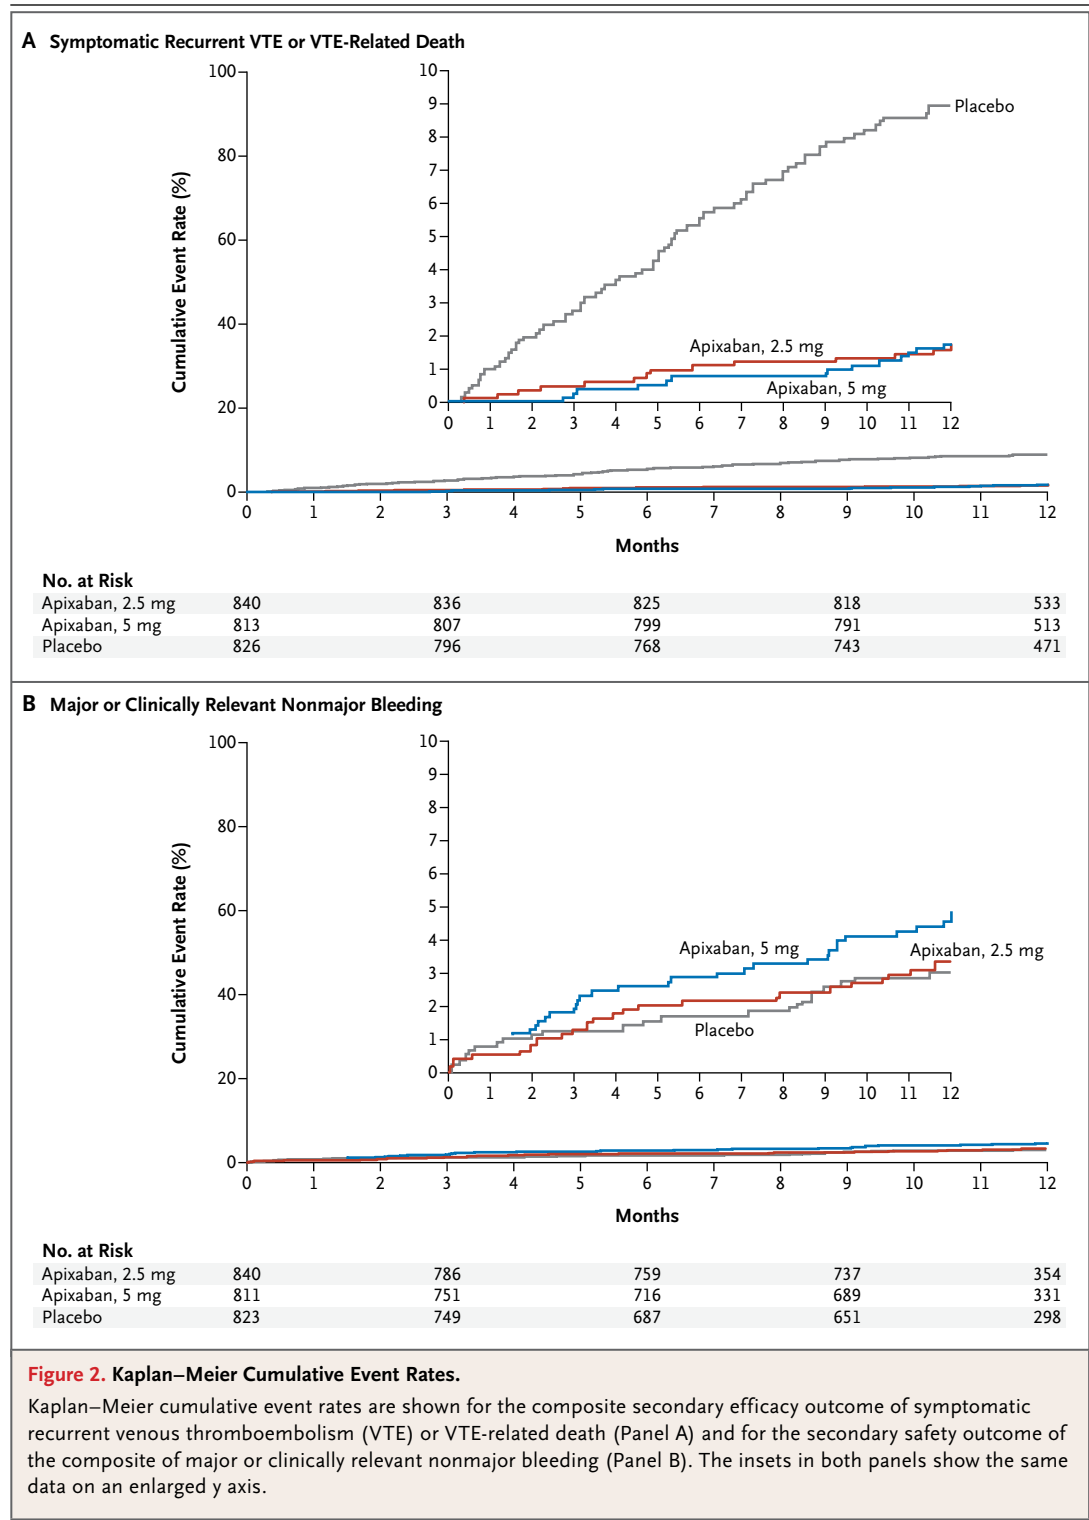 A Symptomatic Recurrent VTE or VTE-Related Death
Cumulative Event Rate (%)
100
80
60
40
20
0
10
9
8
7
6
5
4
3
2
1
0
Placebo
Apixaban, 2.5 mg
Apixaban, 5 mg
0 1 2 3 4 5 6 7 8 9 10 11 12
0 1 2 3 4 5 6 7 8 9 10 11 12
Months
No. at Risk
Apixaban, 2.5 mg 840 836 825 818 533
Apixaban, 5 mg 813 807 799 791 513
Placebo 826 796 768 743 471
B Major or Clinically Relevant Nonmajor Bleeding
Cumulative Event Rate (%)
100
80
60
40
20
0
10
9
8
7
6
5
4
3
2
1
0
Apixaban, 5 mg
Apixaban, 2.5 mg
Placebo
0 1 2 3 4 5 6 7 8 9 10 11 12
0 1 2 3 4 5 6 7 8 9 10 11 12
Months
No. at Risk
Apixaban, 2.5 mg 840 786 759 737 354
Apixaban, 5 mg 811 751 716 689 331
Placebo 823 749 687 651 298
Figure 2. Kaplan–Meier Cumulative Event Rates.
Kaplan–Meier cumulative event rates are shown for the composite secondary efficacy outcome of symptomatic
recurrent venous thromboembolism (VTE) or VTE-related death (Panel A) and for the secondary safety outcome of
the composite of major or clinically relevant nonmajor bleeding (Panel B). The insets in both panels show the same
data on an enlarged y axis.